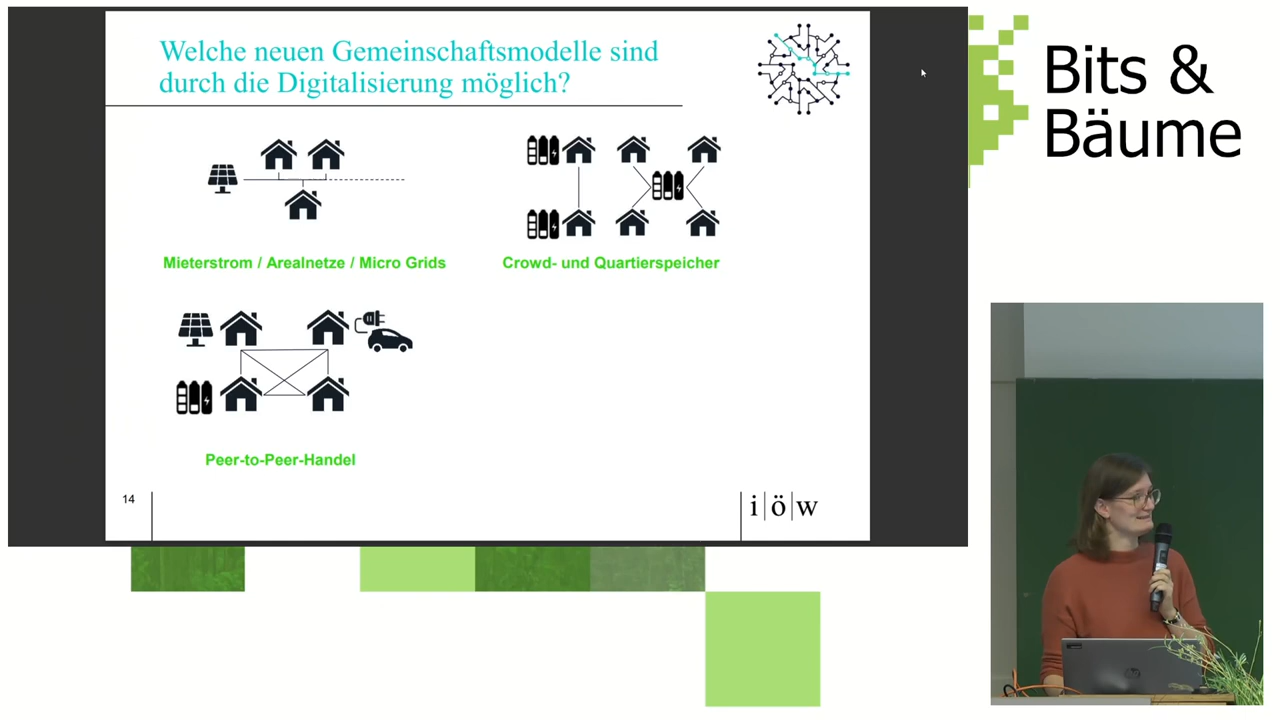 Welche neuen Gemeinschaftsmodelle sind
durch die Digitalisierung möglich?
Mieterstrom / Arealnetze / Micro Grids
Crowd- und Quartierspeicher
Peer-to-Peer-Handel
14
i|ö|w
Bits &
Bäume